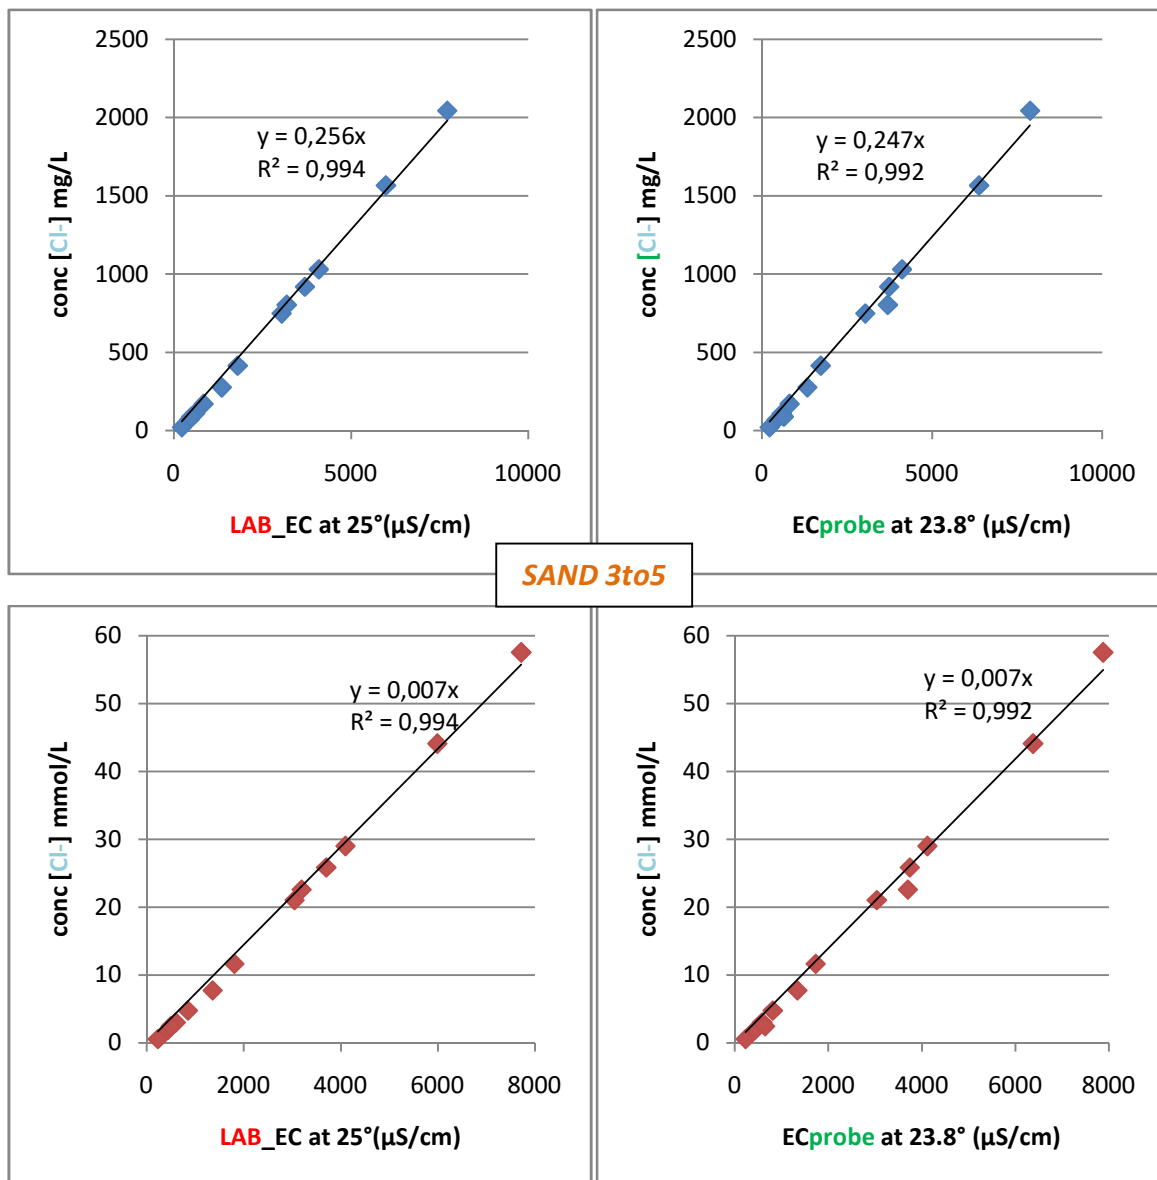 2500
2000
1500
1000
500
0
conc [Cl-] mg/L
y = 0,256x
R² = 0,994
0 5000 10000
LAB_EC at 25°(µS/cm)
2500
2000
1500
1000
500
0
conc [Cl-] mg/L
y = 0,247x
R² = 0,992
0 5000 10000
ECprobe at 23.8° (µS/cm)
SAND 3to5
60
50
40
30
20
10
0
conc [Cl-] mmol/L
y = 0,007x
R² = 0,994
0 2000 4000 6000 8000
LAB_EC at 25°(µS/cm)
60
50
40
30
20
10
0
conc [Cl-] mmol/L
y = 0,007x
R² = 0,992
0 2000 4000 6000 8000
ECprobe at 23.8° (µS/cm)